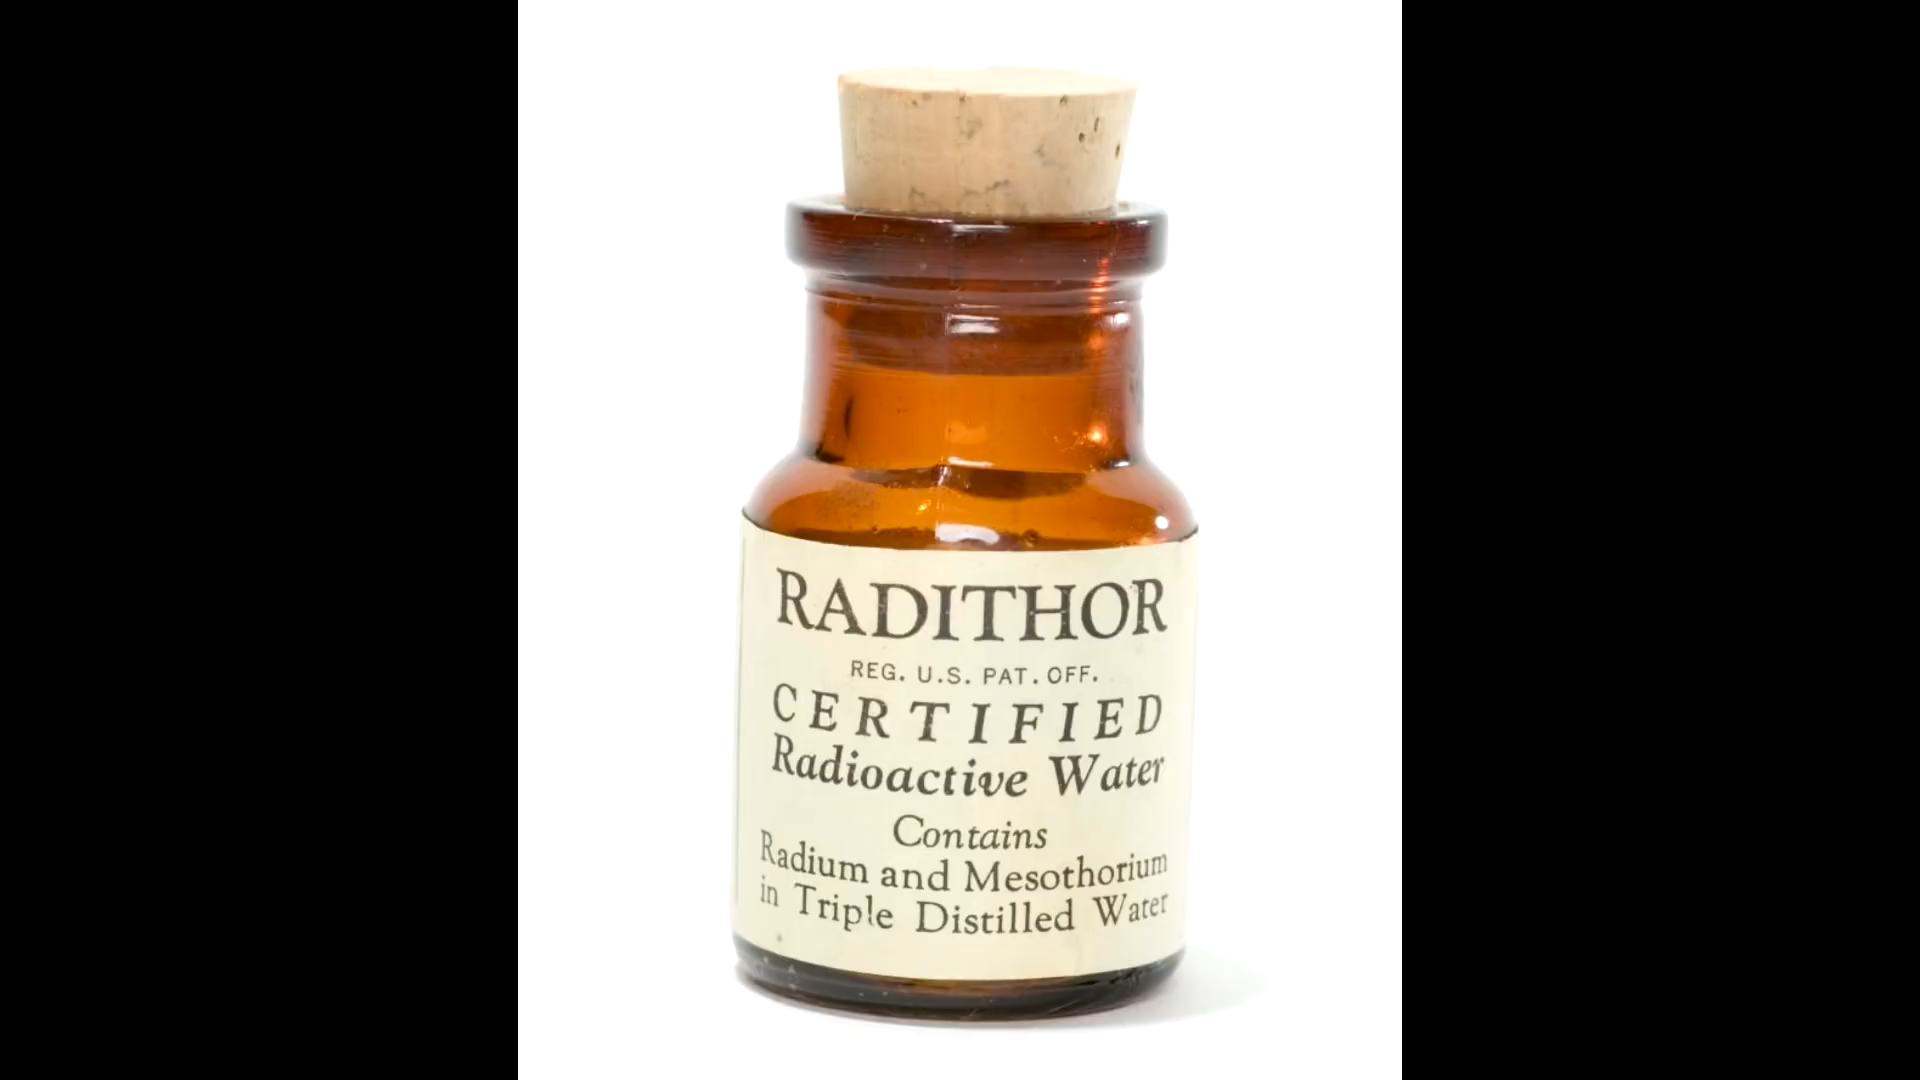 RADITHOR
REG. U.S. PAT. OFF.
CERTIFIED
Radioactive Water
Contains
Radium and Mesothorium
in Triple Distilled Water